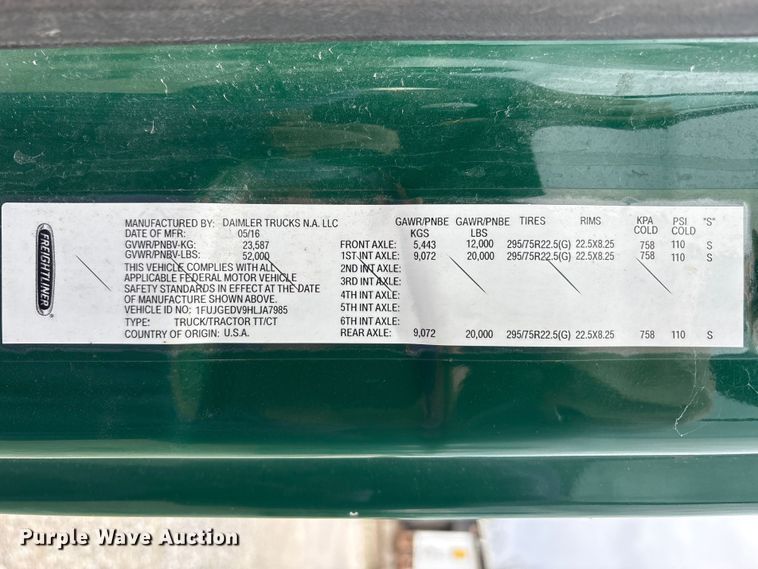 FREIGHTLINER
MANUFACTURED BY: DAIMLER TRUCKS N.A. LLC
DATE OF MFR: 05/16
GVWR/PNBV-KG: 23,587
GVWR/PNBV-LBS: 52,000
THIS VEHICLE COMPLIES WITH ALL
APPLICABLE FEDERAL MOTOR VEHICLE
SAFETY STANDARDS IN EFFECT AT THE DATE
OF MANUFACTURE SHOWN ABOVE.
VEHICLE ID NO: 1FUJGEDV9HLJA7985
TYPE: TRUCK/TRACTOR TT/CT
COUNTRY OF ORIGIN: U.S.A.
GAWR/PNBE KGS GAWR/PNBE LBS TIRES RIMS KPA COLD PSI COLD "S"
FRONT AXLE: 5,443 12,000 295/75R22.5(G) 22.5X8.25 758 110 S
1ST INT AXLE: 9,072 20,000 295/75R22.5(G) 22.5X8.25 758 110 S
2ND INT AXLE:
3RD INT AXLE:
4TH INT AXLE:
5TH INT AXLE:
6TH INT AXLE:
REAR AXLE: 9,072 20,000 295/75R22.5(G) 22.5X8.25 758 110 S
Purple Wave Auction